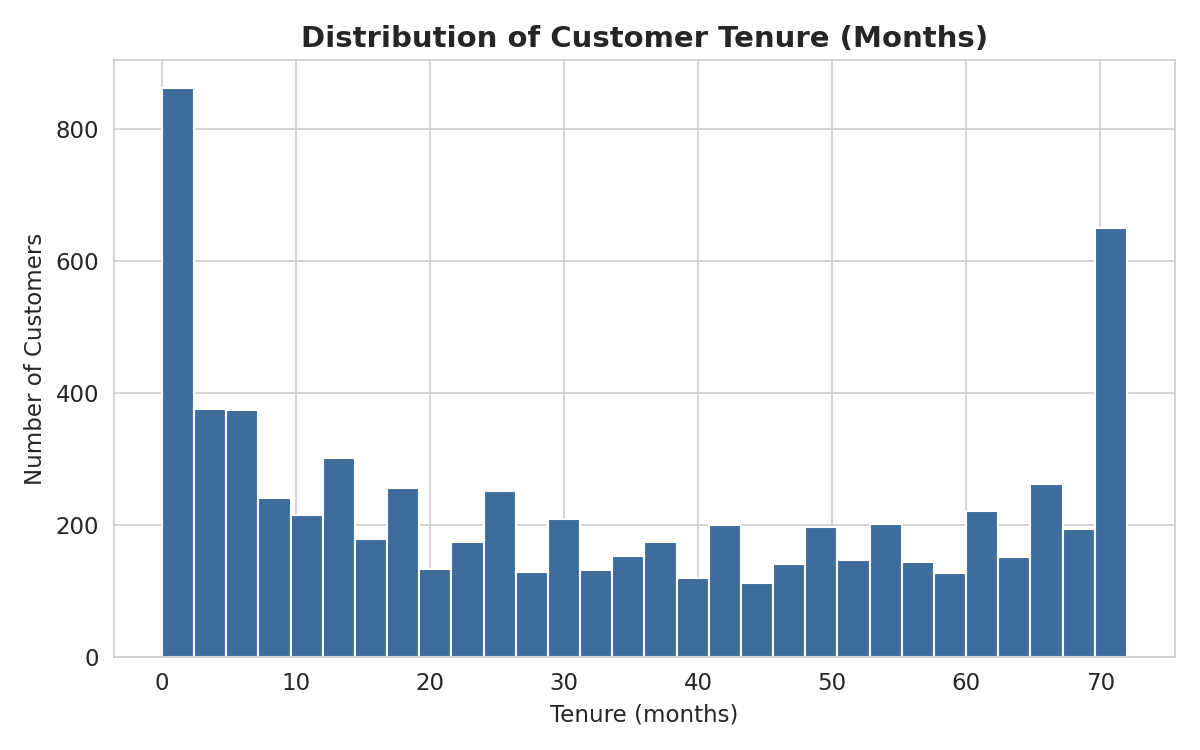 Distribution of Customer Tenure (Months)
Number of Customers
800
600
400
200
0
0 10 20 30 40 50 60 70
Tenure (months)